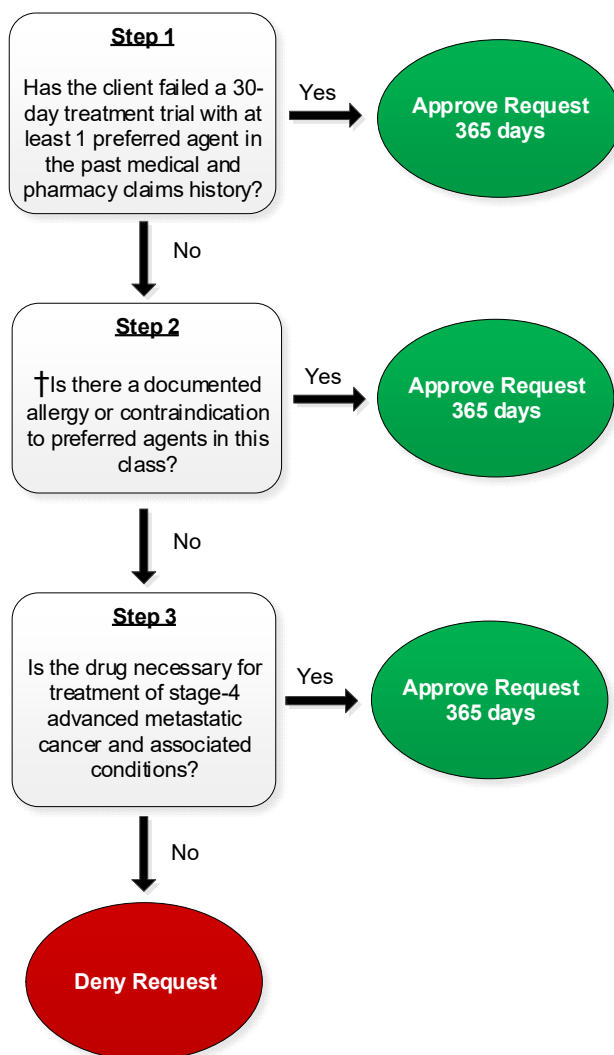 Step 1
Has the client failed a 30-
day treatment trial with at
least 1 preferred agent in
the past medical and
pharmacy claims history?
Yes
Approve Request
365 days
No
Step 2
†Is there a documented
allergy or contraindication
to preferred agents in this
class?
Yes
Approve Request
365 days
No
Step 3
Is the drug necessary for
treatment of stage-4
advanced metastatic
cancer and associated
conditions?
Yes
Approve Request
365 days
No
Deny Request